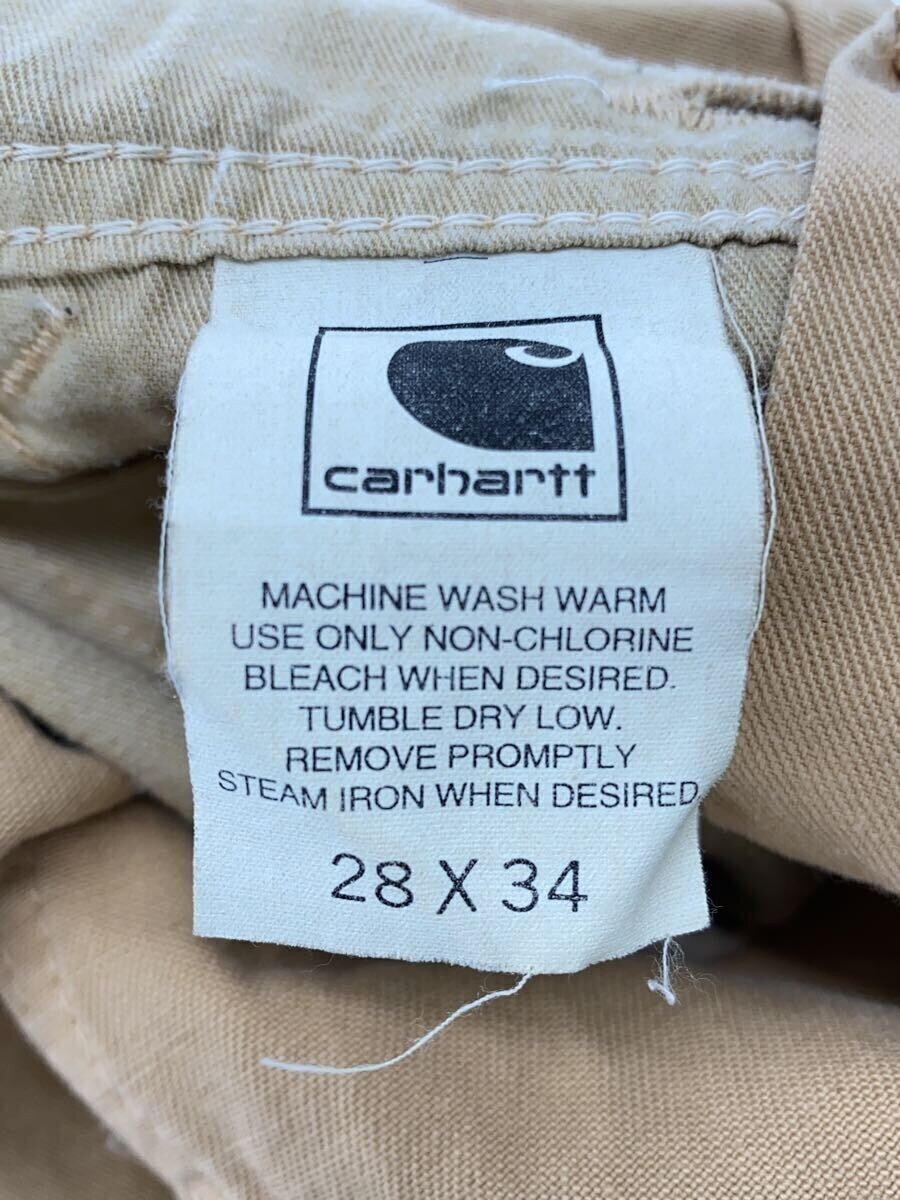 carhartt
MACHINE WASH WARM
USE ONLY NON-CHLORINE
BLEACH WHEN DESIRED.
TUMBLE DRY LOW.
REMOVE PROMPTLY
STEAM IRON WHEN DESIRED
28 X 34